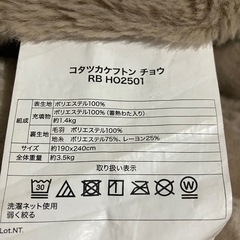 コタツカケフトン チョウ
RB HO2501
表生地 ポリエステル100%
組成 充填物 ポリエステル100%(蓄熱わた入り)
約1.4kg
裏生地 毛羽 ポリエステル100%
地糸 ポリエステル75%、レーヨン25%
サイズ 約190x240cm
全重量 約3.5kg
取り扱い表示
30
洗濯ネット使用
弱く絞る
Lot.NT.